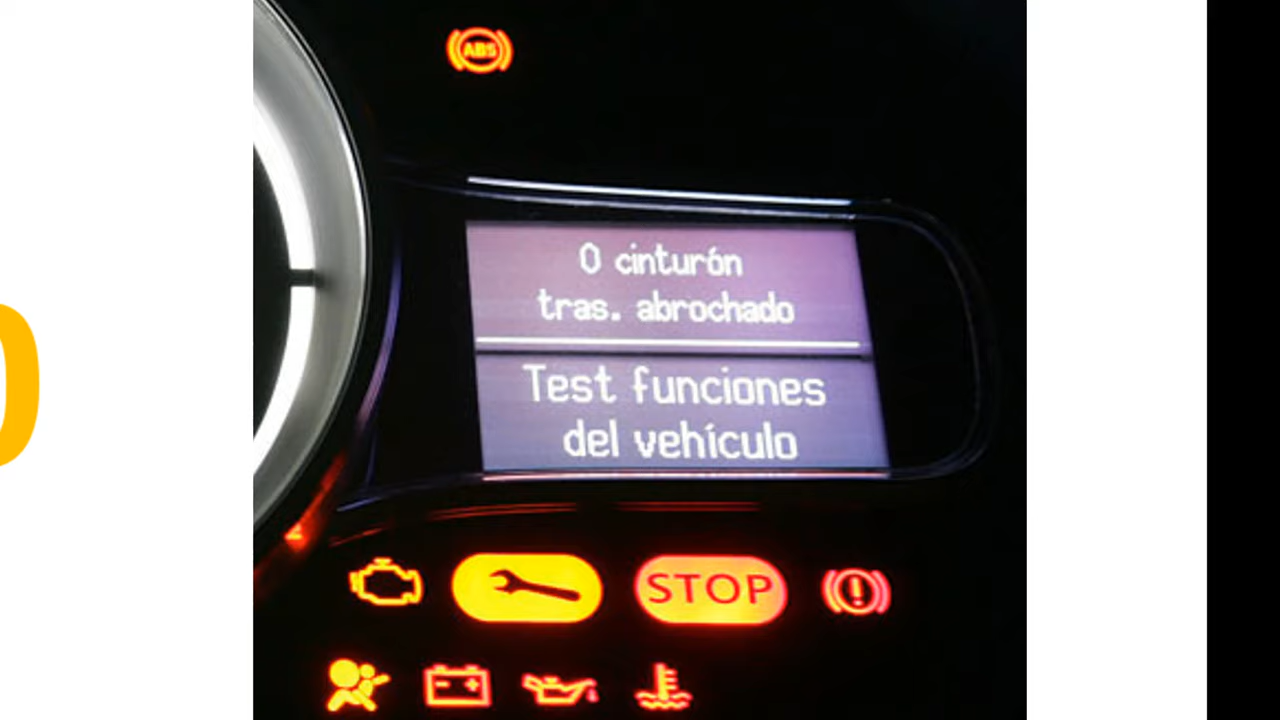 ABS
0 cinturón
tras. abrochado
Test funciones
del vehículo
STOP